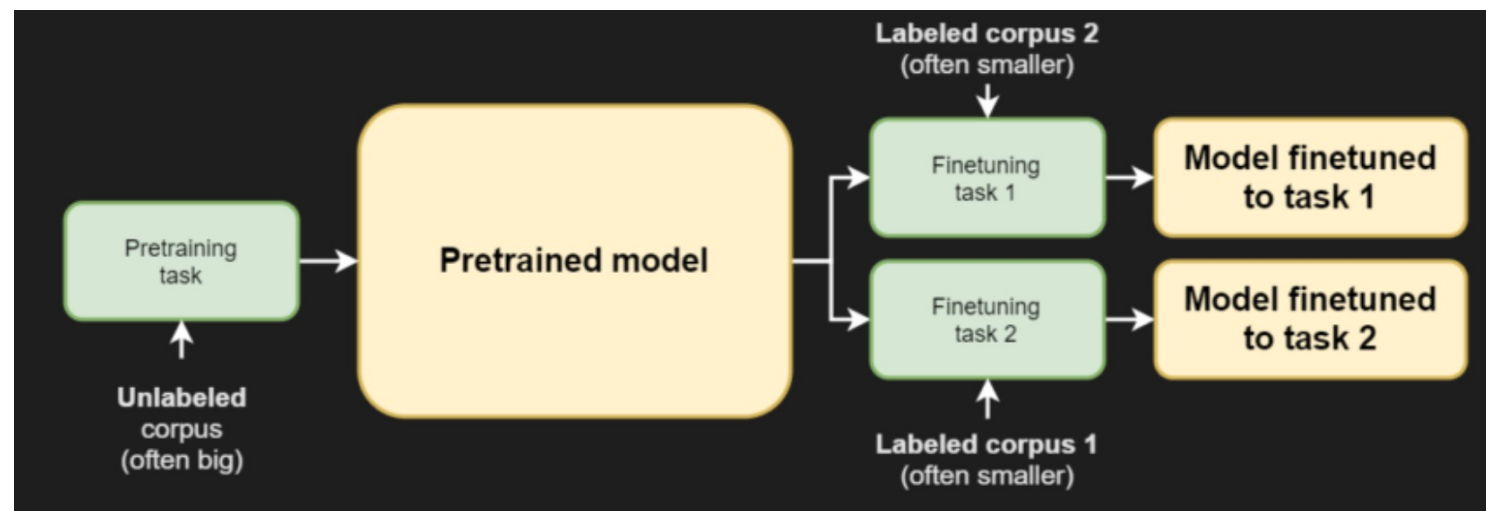 Pretraining
task
Unlabeled
corpus
(often big)
Pretrained model
Labeled corpus 2
(often smaller)
Finetuning
task 1
Model finetuned
to task 1
Finetuning
task 2
Model finetuned
to task 2
Labeled corpus 1
(often smaller)